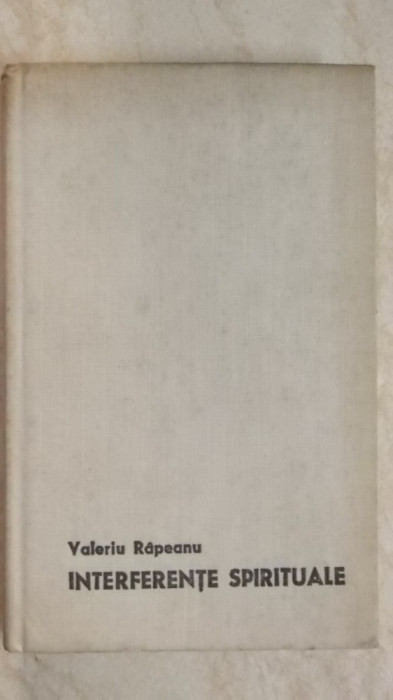 Valeriu Râpeanu
INTERFERENȚE SPIRITUALE